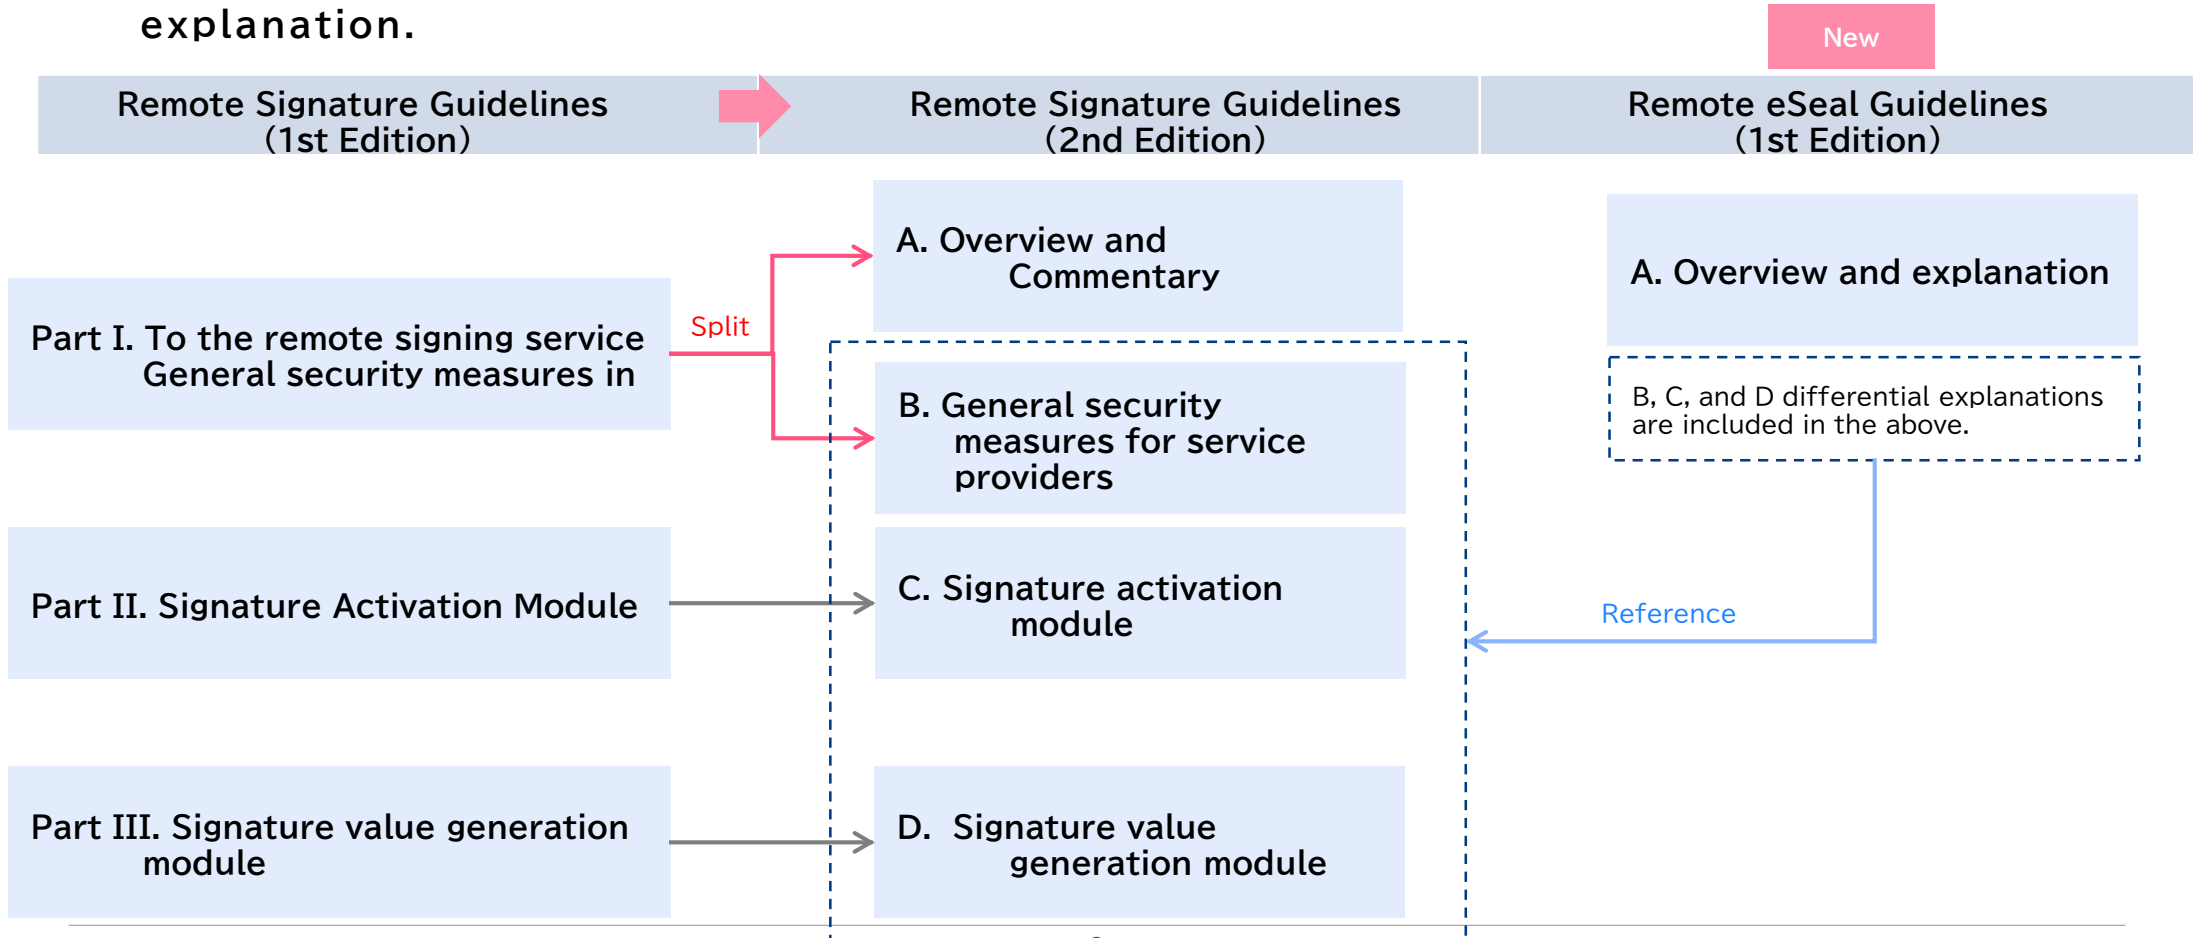 explanation.
New
Remote Signature Guidelines
(1st Edition)
Remote Signature Guidelines
(2nd Edition)
Remote eSeal Guidelines
(1st Edition)
Part I. To the remote signing service
General security measures in
Split
A. Overview and
Commentary
B. General security
measures for service
providers
A. Overview and explanation
B, C, and D differential explanations
are included in the above.
Part II. Signature Activation Module
C. Signature activation
module
Reference
Part III. Signature value generation
module
D. Signature value
generation module